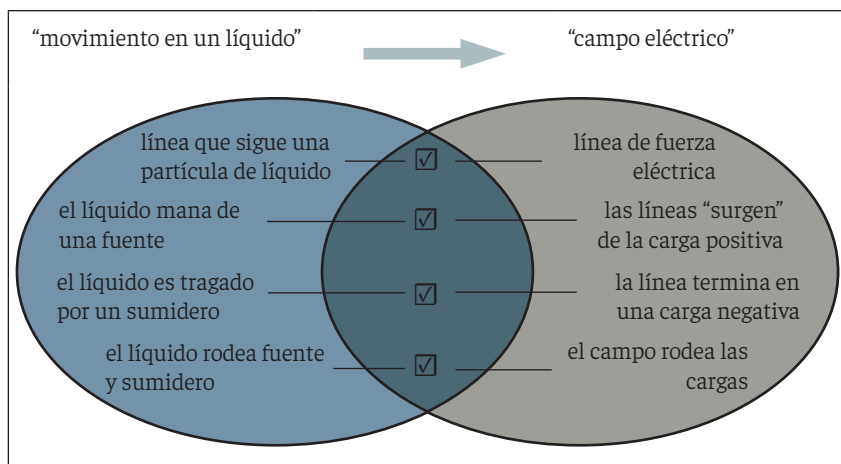 “movimiento en un líquido”
“campo eléctrico”
línea que sigue una
partícula de líquido
línea de fuerza
eléctrica
el líquido mana de
una fuente
las líneas “surgen”
de la carga positiva
el líquido es tragado
por un sumidero
la línea termina en
una carga negativa
el líquido rodea fuente
y sumidero
el campo rodea las
cargas